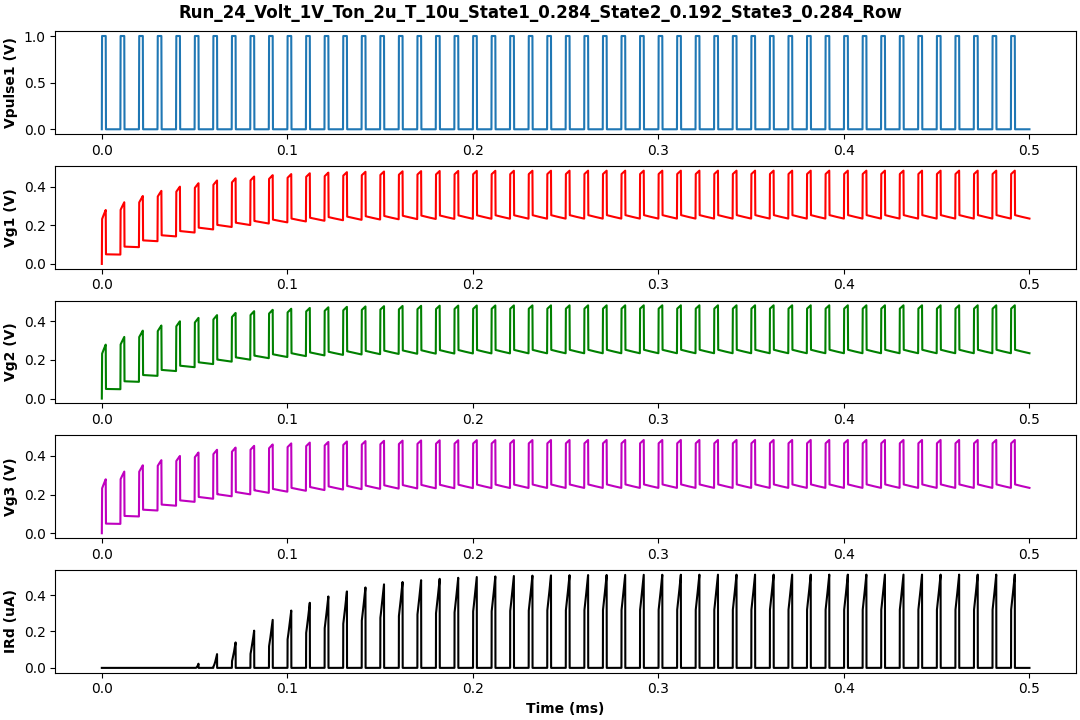 Run_24_Volt_1V_Ton_2u_T_10u_State1_0.284_State2_0.192_State3_0.284_Row
Vpulse1 (V)
1.0
0.5
0.0
0.0 0.1 0.2 0.3 0.4 0.5
Vg1 (V)
0.4
0.2
0.0
0.0 0.1 0.2 0.3 0.4 0.5
Vg2 (V)
0.4
0.2
0.0
0.0 0.1 0.2 0.3 0.4 0.5
Vg3 (V)
0.4
0.2
0.0
0.0 0.1 0.2 0.3 0.4 0.5
IRd (uA)
0.4
0.2
0.0
0.0 0.1 0.2 0.3 0.4 0.5
Time (ms)